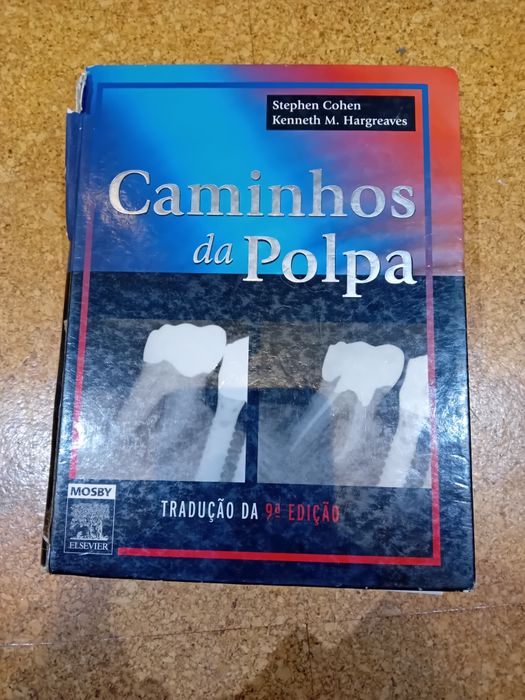 Stephen Cohen
Kenneth M. Hargreaves
Caminhos
da Polpa
MOSBY
ELSEVIER
TRADUÇÃO DA 9ª EDIÇÃO